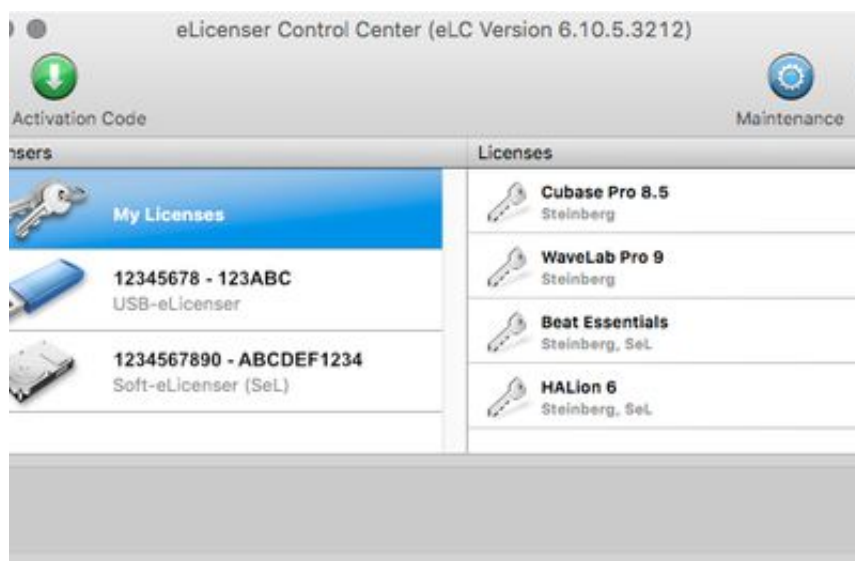 eLicenser Control Center (eLC Version 6.10.5.3212)
Activation Code
Maintenance
nsers
Licenses
My Licenses
12345678 - 123ABC
USB-eLicenser
1234567890 - ABCDEF1234
Soft-eLicenser (SeL)
Cubase Pro 8.5
Steinberg
WaveLab Pro 9
Steinberg
Beat Essentials
Steinberg, SeL
HALion 6
Steinberg, SeL